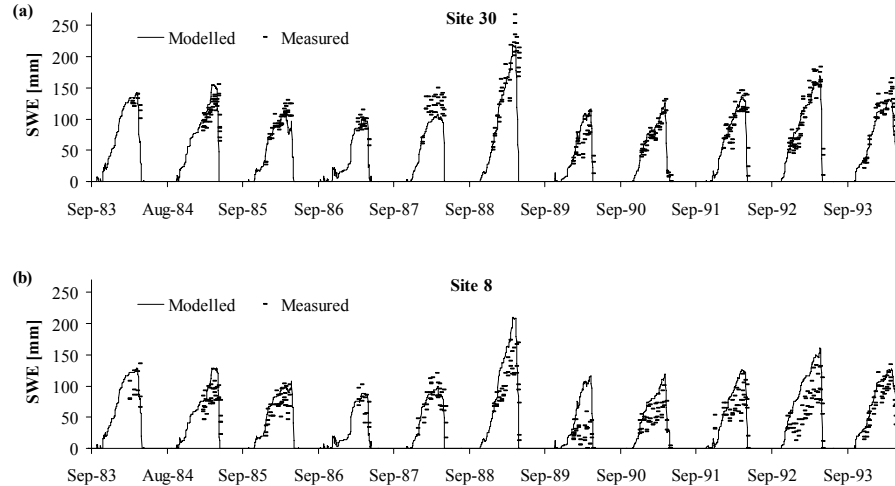 (a)
Site 30
Modelled
Measured
SWE [mm]
250
200
150
100
50
0
Sep-83 Aug-84 Sep-85 Sep-86 Sep-87 Sep-88 Sep-89 Sep-90 Sep-91 Sep-92 Sep-93
(b)
Site 8
Modelled
Measured
SWE [mm]
250
200
150
100
50
0
Sep-83 Aug-84 Sep-85 Sep-86 Sep-87 Sep-88 Sep-89 Sep-90 Sep-91 Sep-92 Sep-93